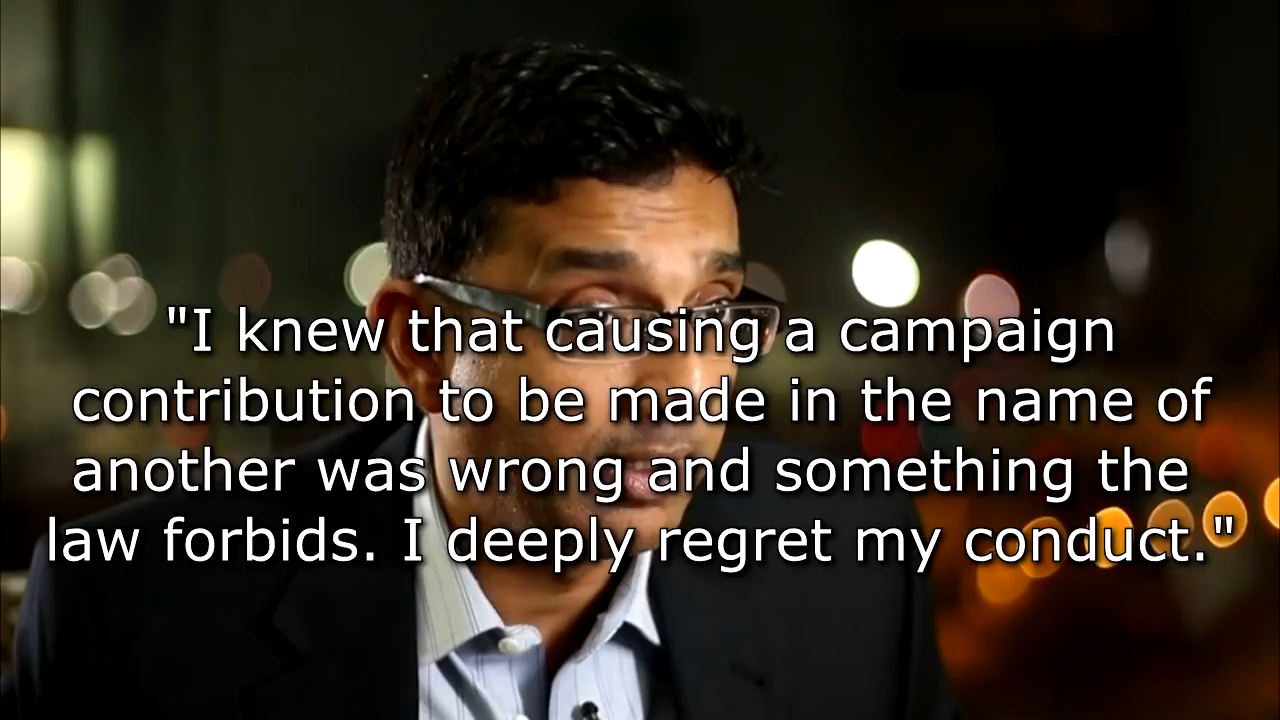 "I knew that causing a campaign
contribution to be made in the name of
another was wrong and something the
law forbids. I deeply regret my conduct."